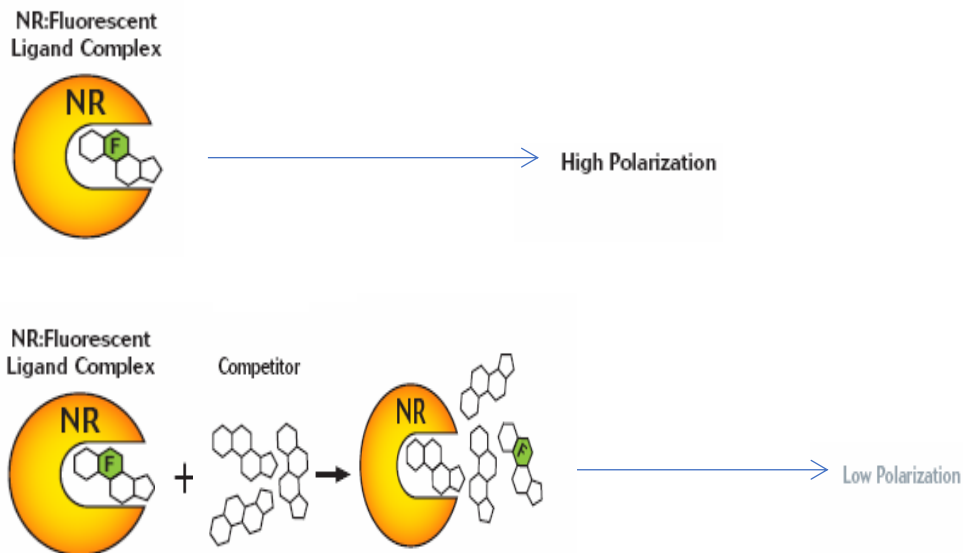 NR:Fluorescent
Ligand Complex
NR
F
High Polarization
NR:Fluorescent
Ligand Complex
Competitor
NR
F
+
NR
F
Low Polarization